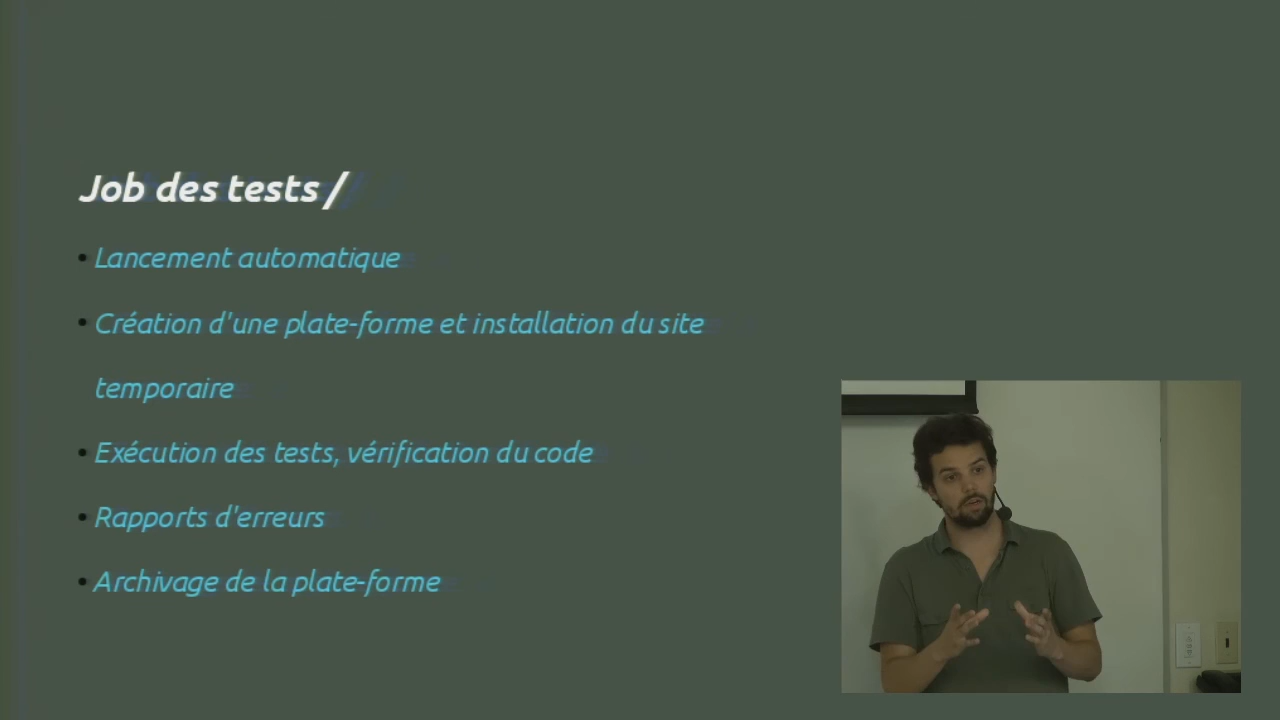 Job des tests /
• Lancement automatique
• Création d'une plate-forme et installation du site
temporaire
• Exécution des tests, vérification du code
• Rapports d'erreurs
• Archivage de la plate-forme